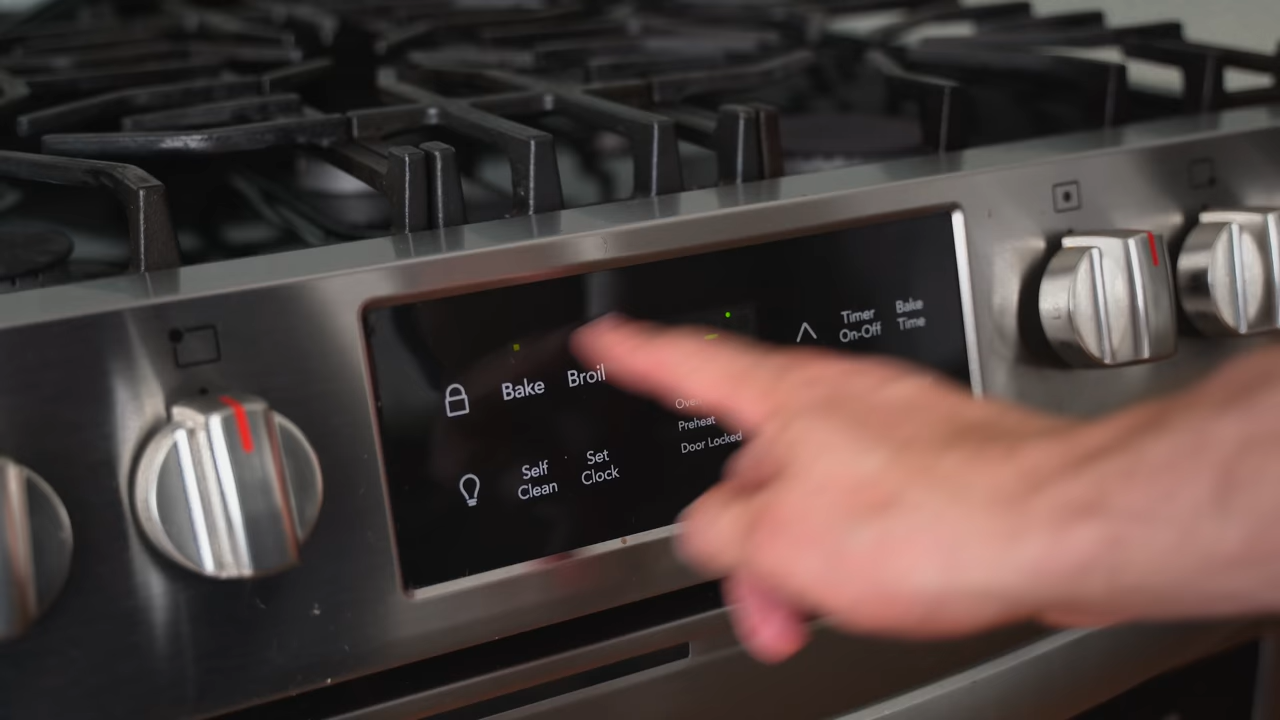 Timer
On-Off
Bake
Time
Bake
Broil
Preheat
Door Locked
Self
Clean
Set
Clock